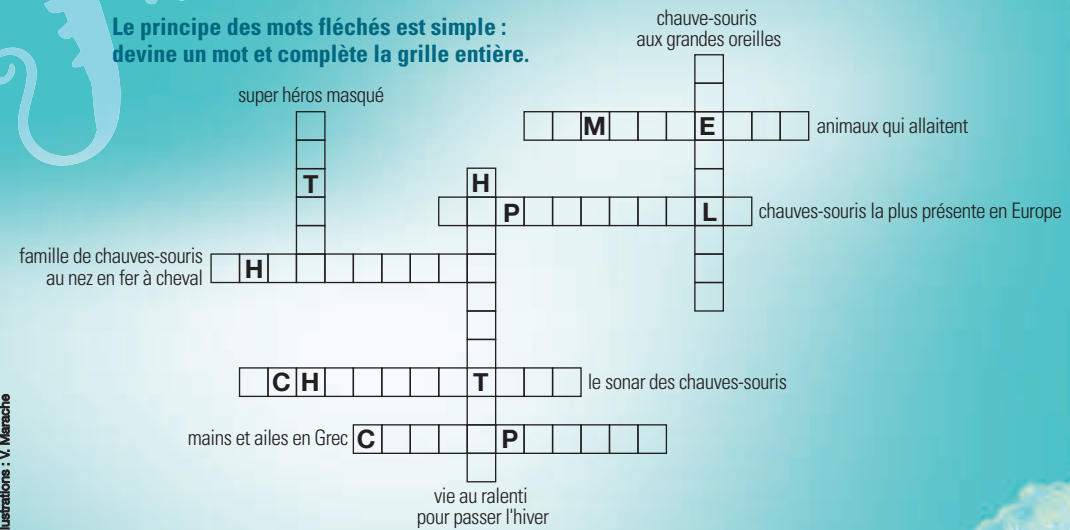 Le principe des mots fléchés est simple :
devine un mot et complète la grille entière.
chauve-souris
aux grandes oreilles
super héros masqué
M E
animaux qui allaitent
T
H
P L
chauves-souris la plus présente en Europe
famille de chauves-souris
au nez en fer à cheval
H
C H T
le sonar des chauves-souris
mains et ailes en Grec
C P
vie au ralenti
pour passer l'hiver
lustrations : V. Marache